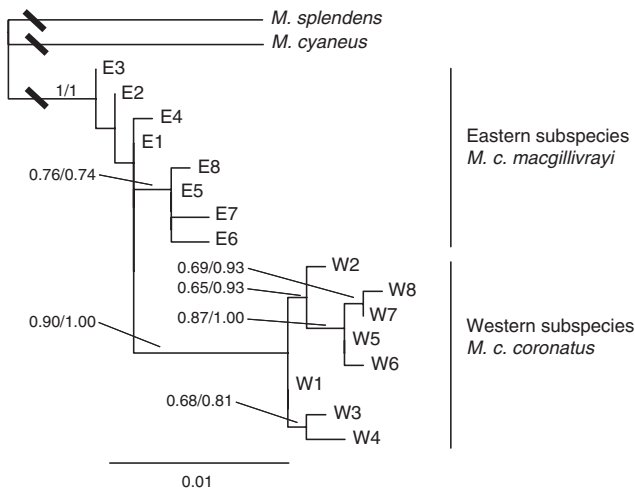 M. splendens
M. cyaneus
E3
1/1
E2
E4
E1
Eastern subspecies
M. c. macgillivrayi
0.76/0.74
E8
E5
E7
E6
W2
0.69/0.93
0.65/0.93
W8
W7
0.87/1.00
0.90/1.00
W5
Western subspecies
M. c. coronatus
W6
W1
0.68/0.81
W3
W4
0.01